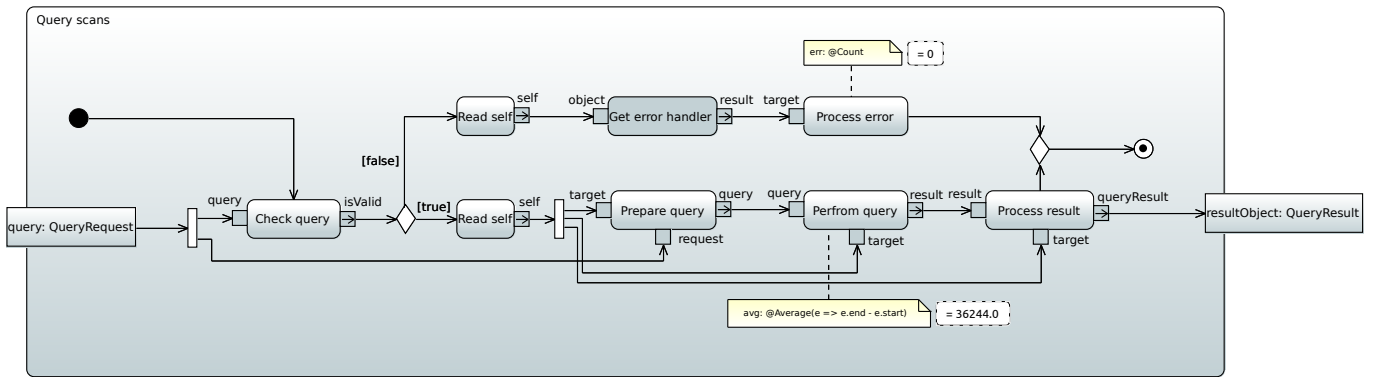 Query scans
err: @Count
= 0
self
object
result
target
Read self
Get error handler
Process error
[false]
query
isValid
[true]
self
target
query
query
result
result
queryResult
query: QueryRequest
Check query
Read self
Prepare query
Perfrom query
Process result
resultObject: QueryResult
request
target
target
avg: @Average(e => e.end - e.start)
= 36244.0